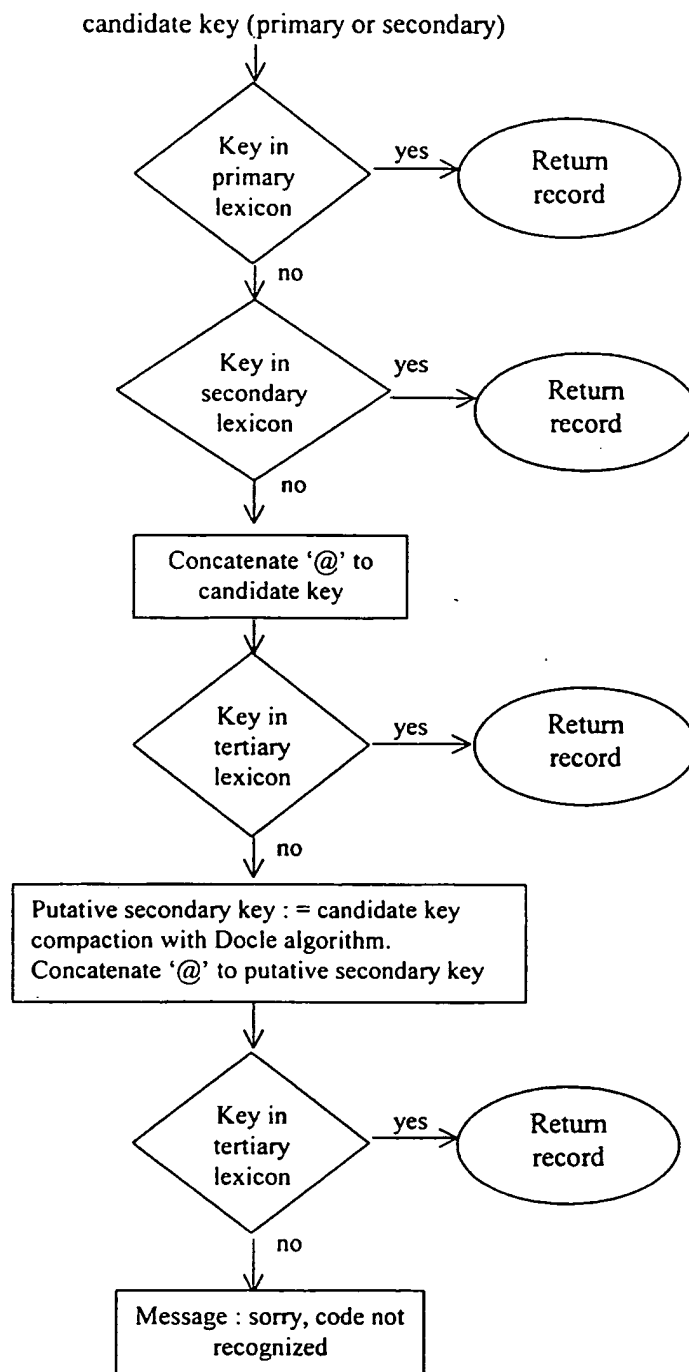 candidate key (primary or secondary)
Key in
primary
lexicon
yes
Return
record
no
Key in
secondary
lexicon
yes
Return
record
no
Concatenate ‘@’ to
candidate key
Key in
tertiary
lexicon
yes
Return
record
no
Putative secondary key : = candidate key
compaction with Docle algorithm.
Concatenate ‘@’ to putative secondary key
Key in
tertiary
lexicon
yes
Return
record
no
Message : sorry, code not
recognized